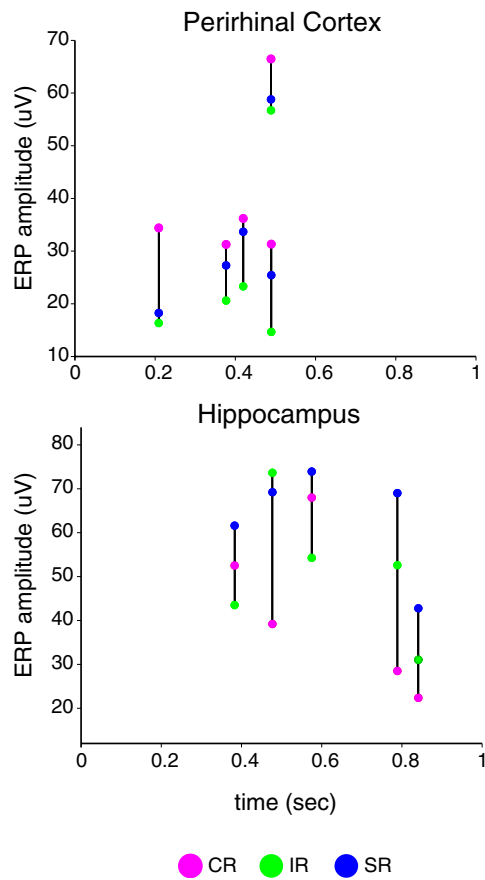 Perirhinal Cortex
ERP amplitude (uV)
70
60
50
40
30
20
10
0 0.2 0.4 0.6 0.8 1
Hippocampus
ERP amplitude (uV)
80
70
60
50
40
30
20
0 0.2 0.4 0.6 0.8 1
time (sec)
CR IR SR